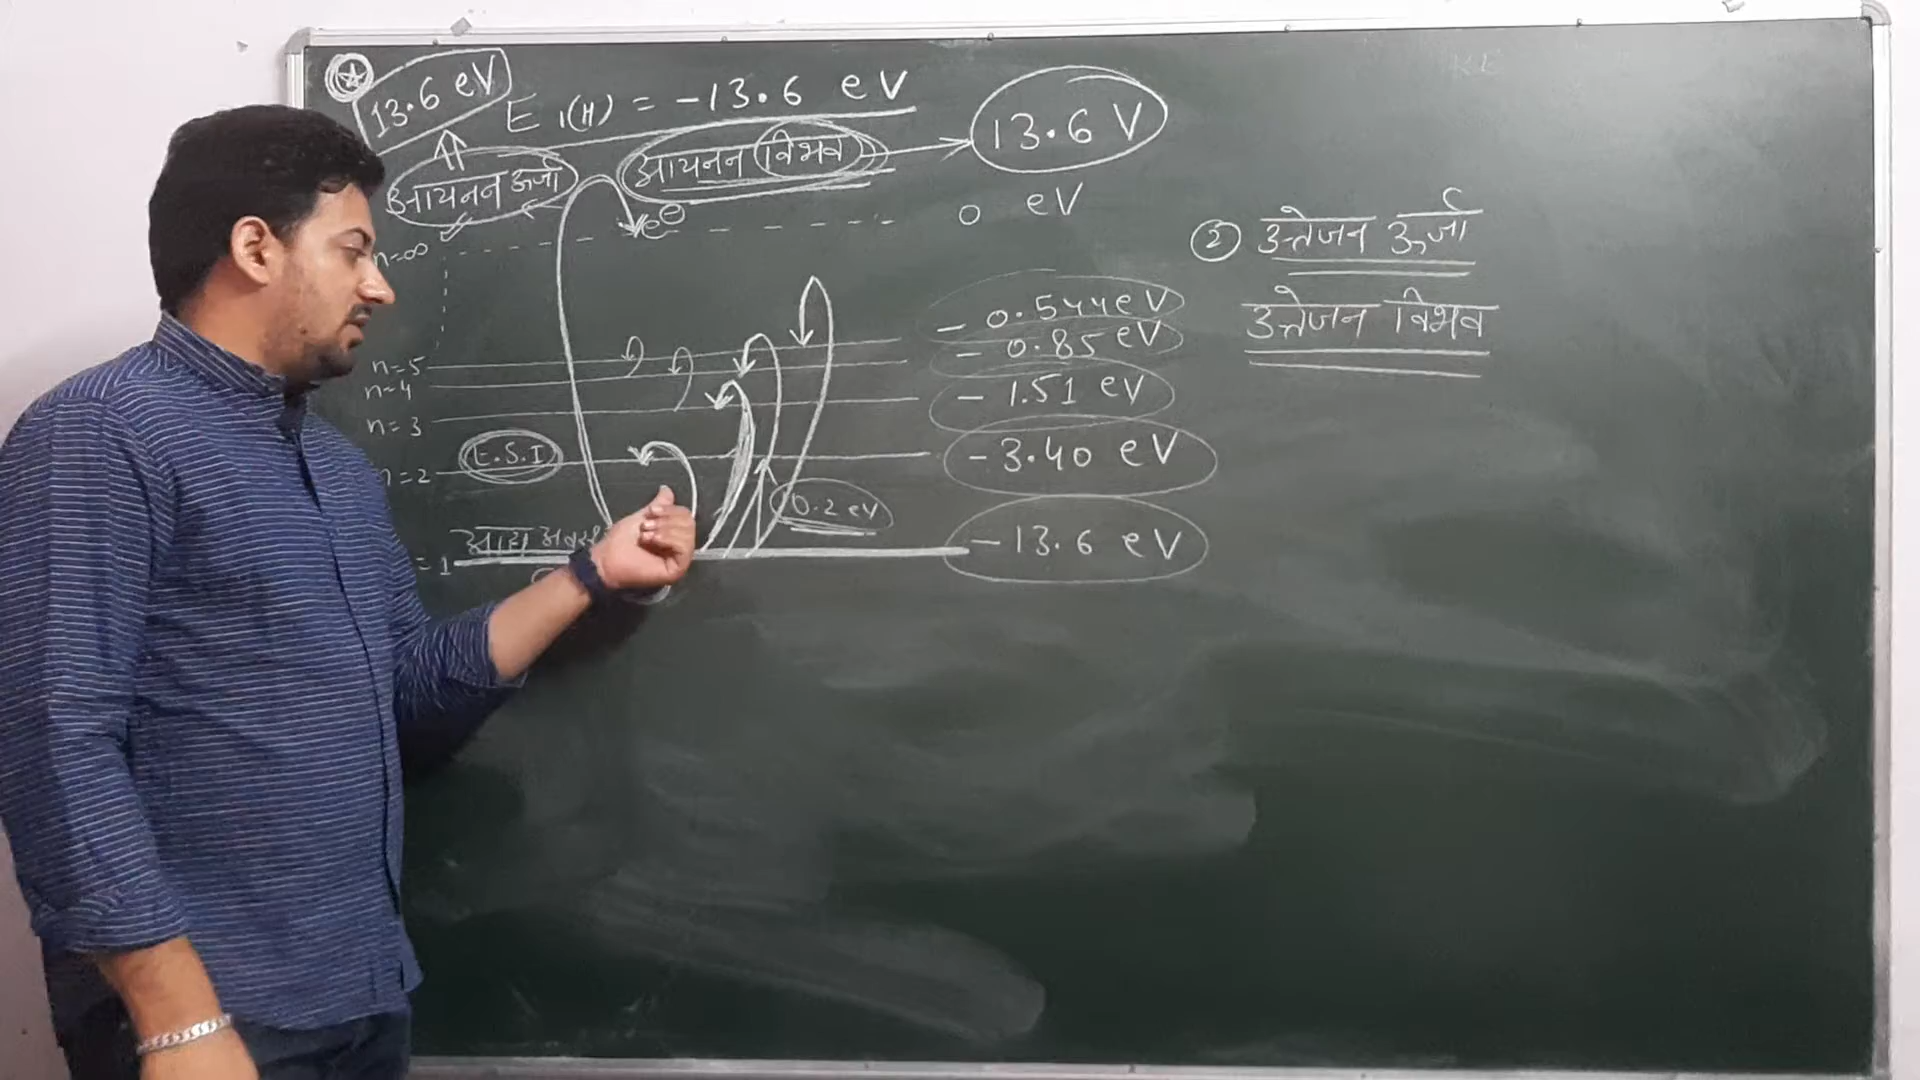 13.6 eV
E 1(H) = -13.6 eV
आयनन ऊर्जा
आयनन विभव
13.6 V
e⊖
n=∞
0 eV
② उत्तेजन ऊर्जा
उत्तेजन विभव
n=5
- 0.544 eV
n=4
- 0.85 eV
n=3
- 1.51 eV
n=2
E.S.I
- 3.40 eV
0.2 eV
= 1
- 13.6 eV